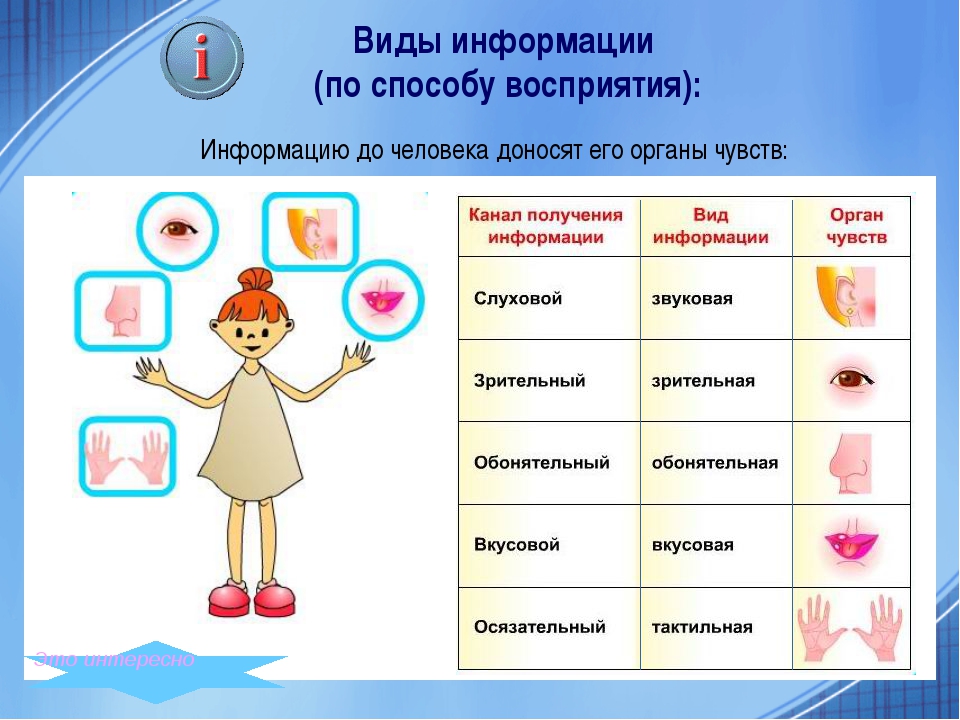 i
Виды информации
(по способу восприятия):
Информацию до человека доносят его органы чувств:
Канал получения информации Вид информации Орган чувств
Слуховой звуковая
Зрительный зрительная
Обонятельный обонятельная
Вкусовой вкусовая
Осязательный тактильная
Это интересно